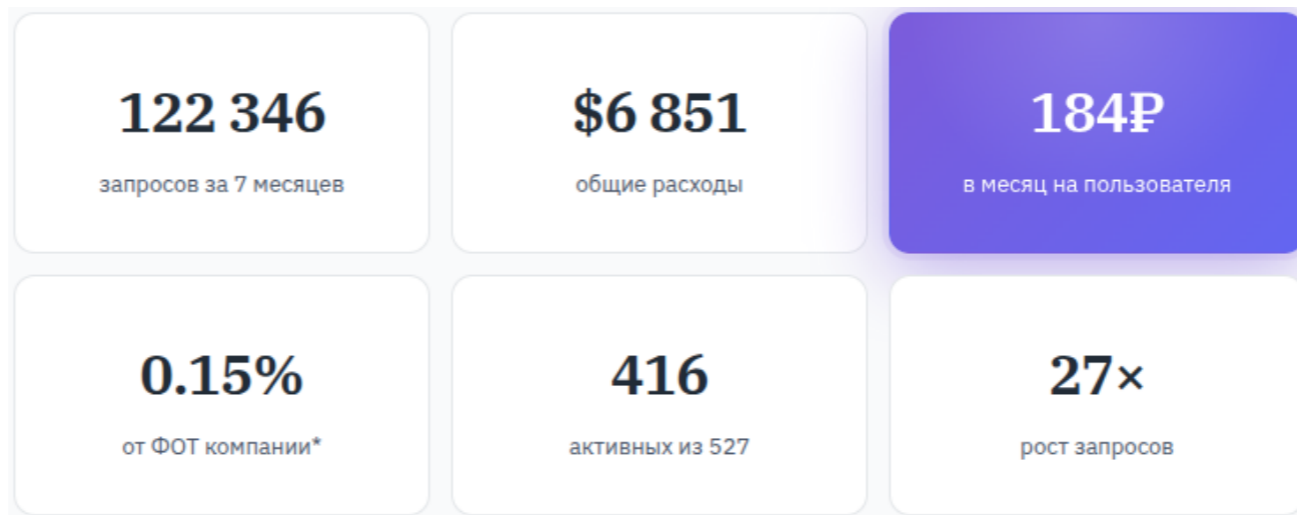 122 346
запросов за 7 месяцев
$6 851
общие расходы
184₽
в месяц на пользователя
0.15%
от ФОТ компании*
416
активных из 527
27×
рост запросов